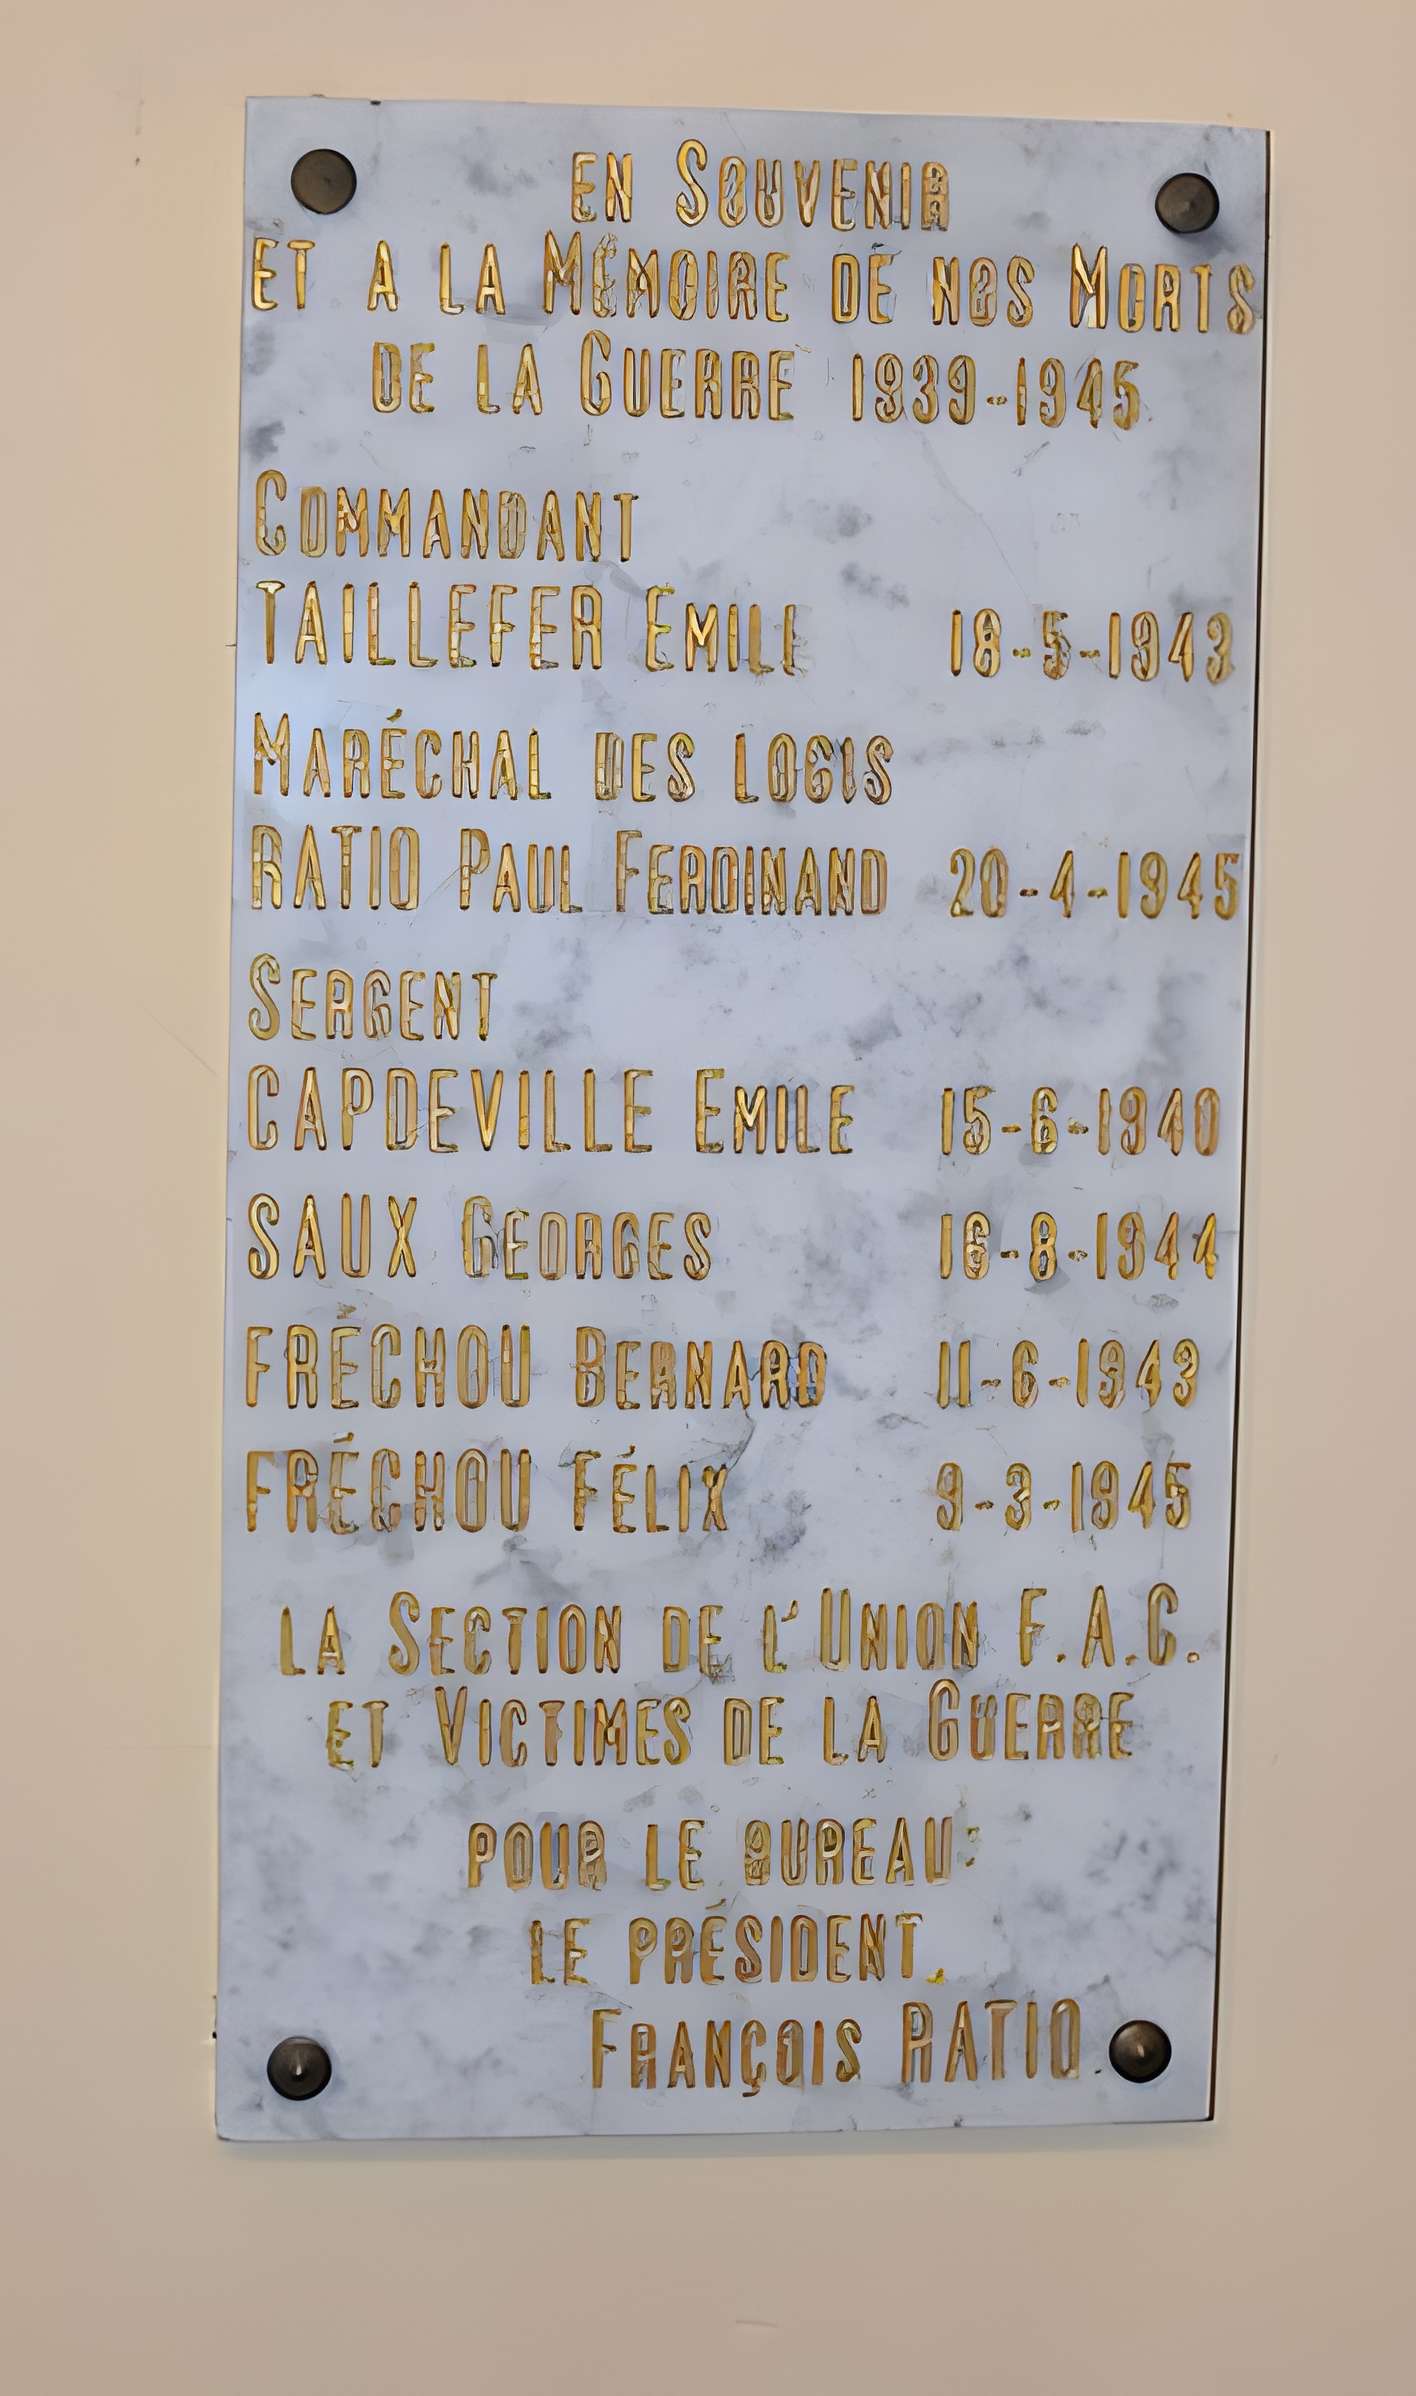 EN SOUVENIR
ET A LA MÉMOIRE DE NOS MORTS
DE LA GUERRE 1939-1945
COMMANDANT
TAILLEFER EMILE 18-5-1943
MARÉCHAL DES LOGIS
RATIO PAUL FERDINAND 20-4-1945
SERGENT
CAPDEVILLE EMILE 15-6-1940
SAUX GEORGES 16-8-1944
FRÉCHOU BERNARD 11-6-1943
FRÉCHOU FÉLIX 9-3-1945
LA SECTION DE L'UNION F.A.C.
ET VICTIMES DE LA GUERRE
POUR LE BUREAU:
LE PRÉSIDENT,
FRANÇOIS RATIO.